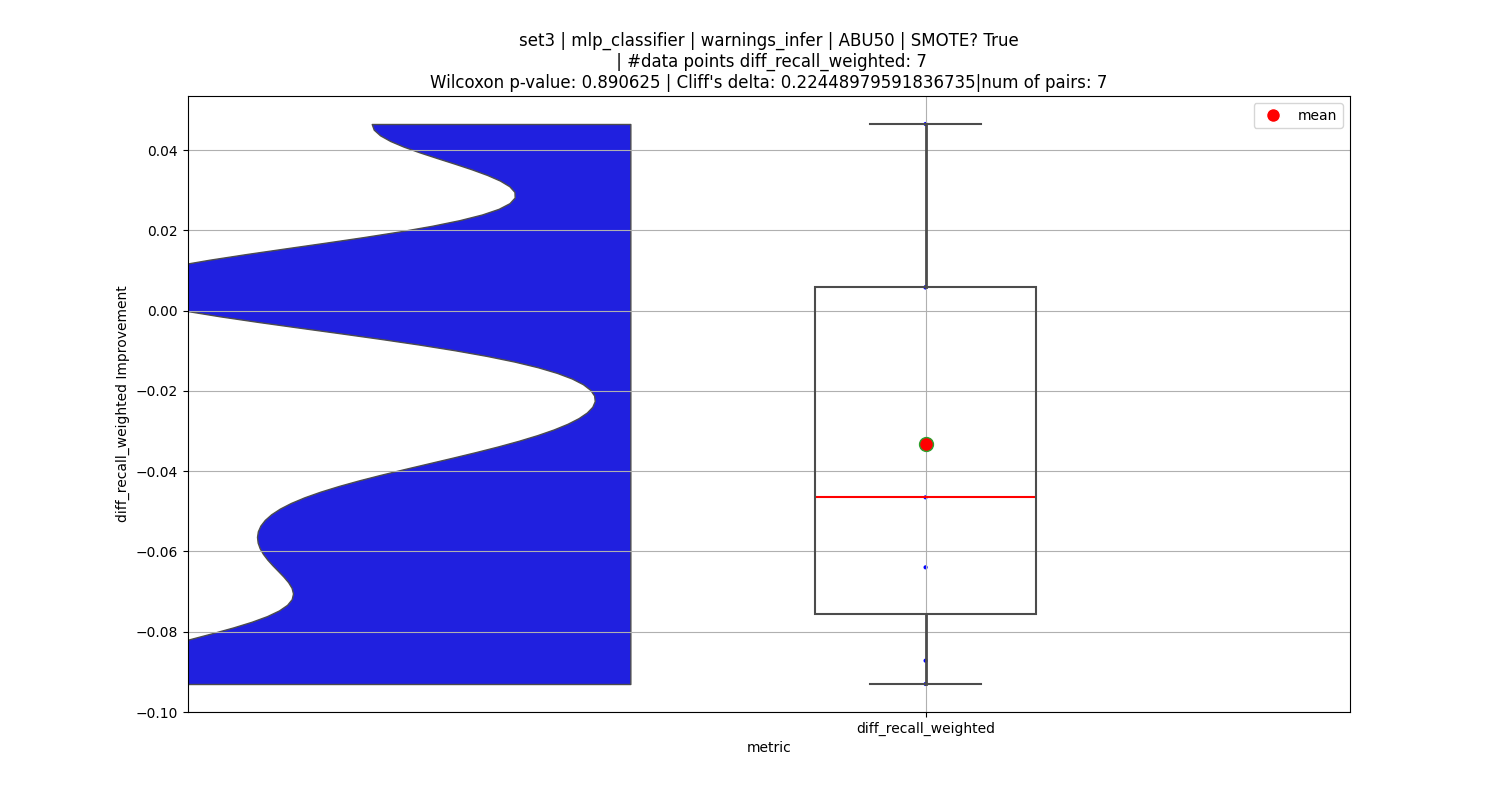 set3 | mlp_classifier | warnings_infer | ABU50 | SMOTE? True
| #data points diff_recall_weighted: 7
Wilcoxon p-value: 0.890625 | Cliff's delta: 0.22448979591836735|num of pairs: 7
mean
0.04
0.02
0.00
−0.02
−0.04
−0.06
−0.08
−0.10
diff_recall_weighted Improvement
diff_recall_weighted
metric